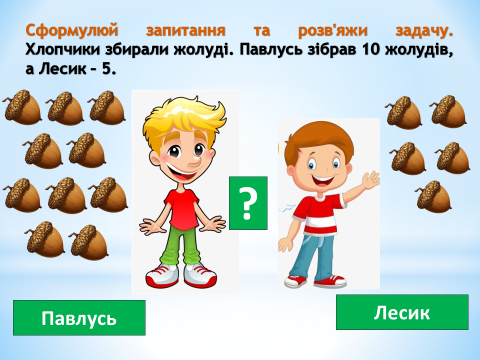 Сформулюй запитання та розв'яжи задачу.
Хлопчики збирали жолуді. Павлусь зібрав 10 жолудів,
а Лесик – 5.
?
Павлусь
Лесик